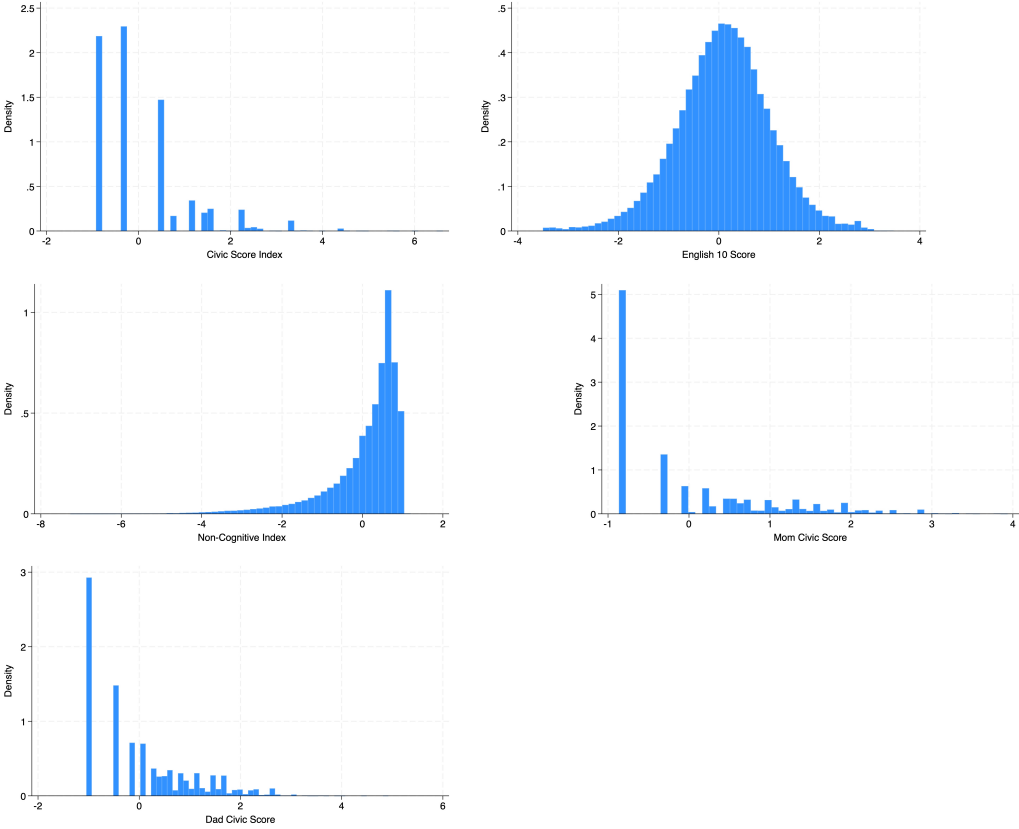 2.5
2
1.5
1
.5
0
Density
-2 0 2 4 6
Civic Score Index
.5
.4
.3
.2
.1
0
Density
-4 -2 0 2 4
English 10 Score
1
.5
0
Density
-8 -6 -4 -2 0 2
Non-Cognitive Index
5
4
3
2
1
0
Density
-1 0 1 2 3 4
Mom Civic Score
3
2
1
0
Density
-2 0 2 4 6
Dad Civic Score